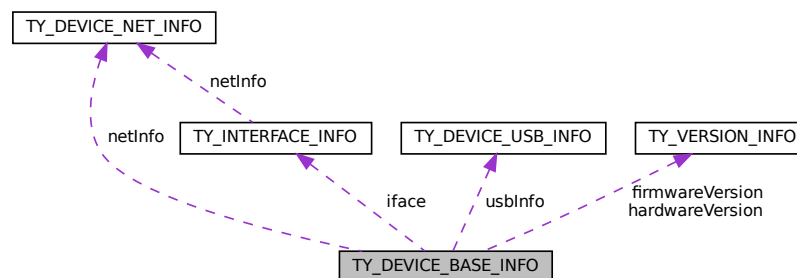 TY_DEVICE_NET_INFO
netInfo
netInfo
TY_INTERFACE_INFO
TY_DEVICE_USB_INFO
TY_VERSION_INFO
iface
usbInfo
firmwareVersion
hardwareVersion
TY_DEVICE_BASE_INFO